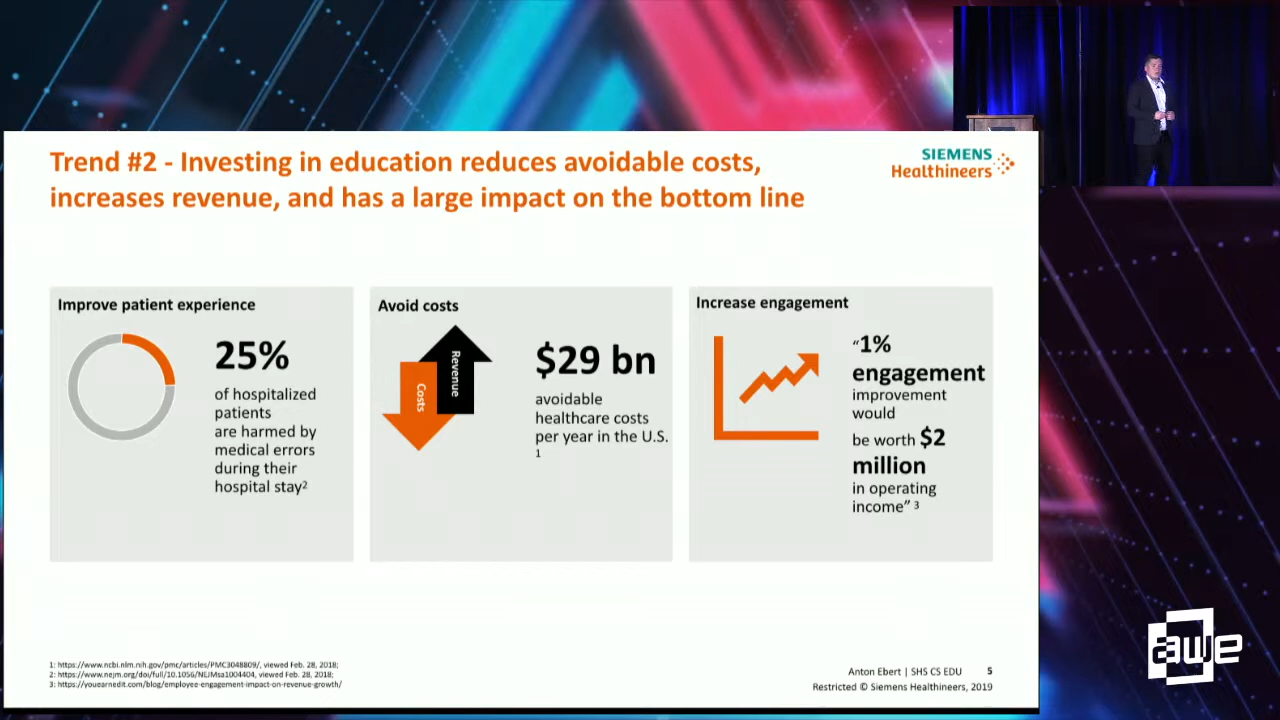 Trend #2 - Investing in education reduces avoidable costs,
increases revenue, and has a large impact on the bottom line
SIEMENS
Healthineers
Improve patient experience
25%
of hospitalized
patients
are harmed by
medical errors
during their
hospital stay2
Avoid costs
Revenue
Costs
$29 bn
avoidable
healthcare costs
per year in the U.S.
1
Increase engagement
“1%
engagement
improvement
would
be worth $2
million
in operating
income” 3
1: https://www.ncbi.nlm.nih.gov/pmc/articles/PMC3048809/, viewed Feb. 28, 2018;
2: https://www.nejm.org/doi/full/10.1056/NEJMsa1004404, viewed Feb. 28, 2018;
3: https://youearnedit.com/blog/employee-engagement-impact-on-revenue-growth/
Anton Ebert | SHS CS EDU 5
Restricted © Siemens Healthineers, 2019
awe